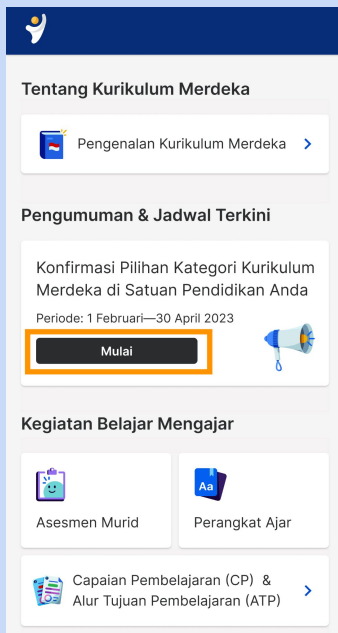 Tentang Kurikulum Merdeka
Pengenalan Kurikulum Merdeka
Pengumuman & Jadwal Terkini
Konfirmasi Pilihan Kategori Kurikulum
Merdeka di Satuan Pendidikan Anda
Periode: 1 Februari—30 April 2023
Mulai
Kegiatan Belajar Mengajar
Aa
Asesmen Murid
Perangkat Ajar
Capaian Pembelajaran (CP) &
Alur Tujuan Pembelajaran (ATP)